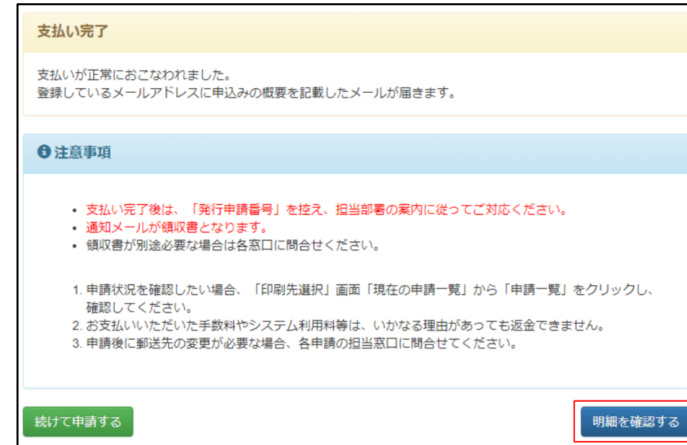 支払い完了
支払いが正常におこなわれました。
登録しているメールアドレスに申込みの概要を記載したメールが届きます。
注意事項
• 支払い完了後は、「発行申請番号」を控え、担当部署の案内に従ってご対応ください。
• 通知メールが領収書となります。
• 領収書が別途必要な場合は各窓口に問合せください。
1. 申請状況を確認したい場合、「印刷先選択」画面「現在の申請一覧」から「申請一覧」をクリックし、
確認してください。
2. お支払いいただいた手数料やシステム利用料等は、いかなる理由があっても返金できません。
3. 申請後に郵送先の変更が必要な場合、各申請の担当窓口に問合せてください。
続けて申請する
明細を確認する